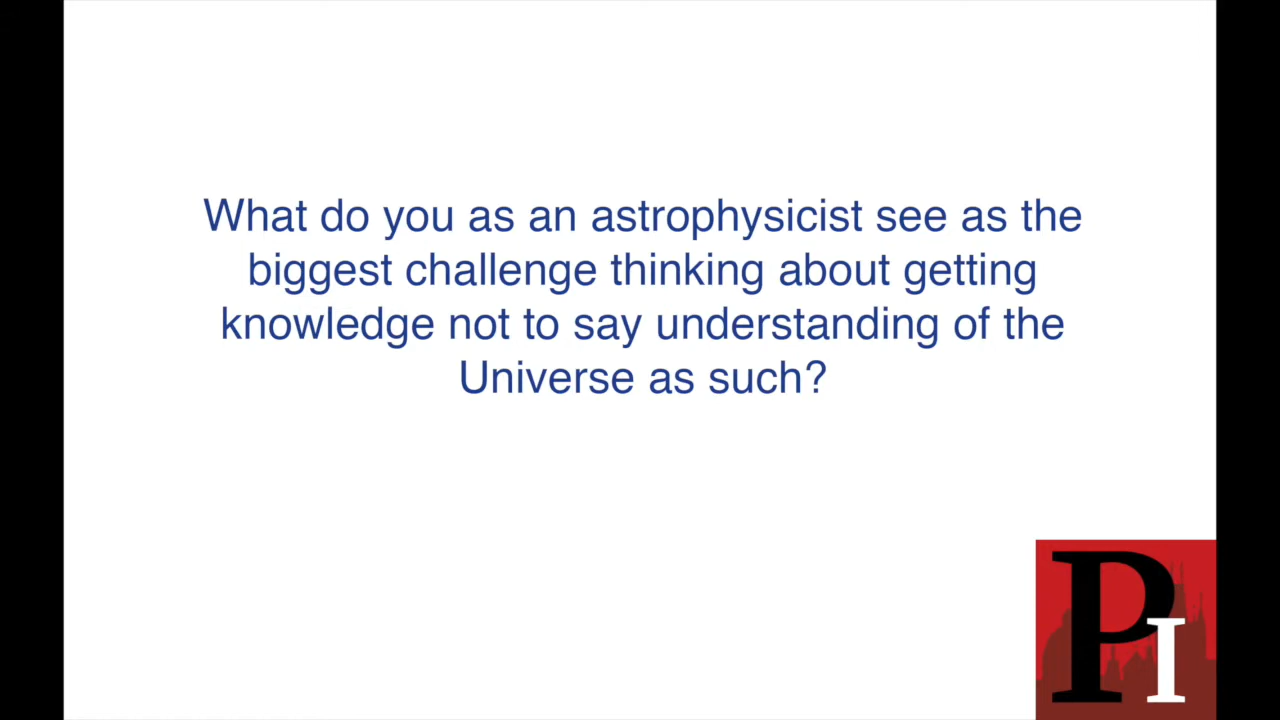 What do you as an astrophysicist see as the
biggest challenge thinking about getting
knowledge not to say understanding of the
Universe as such?
PI